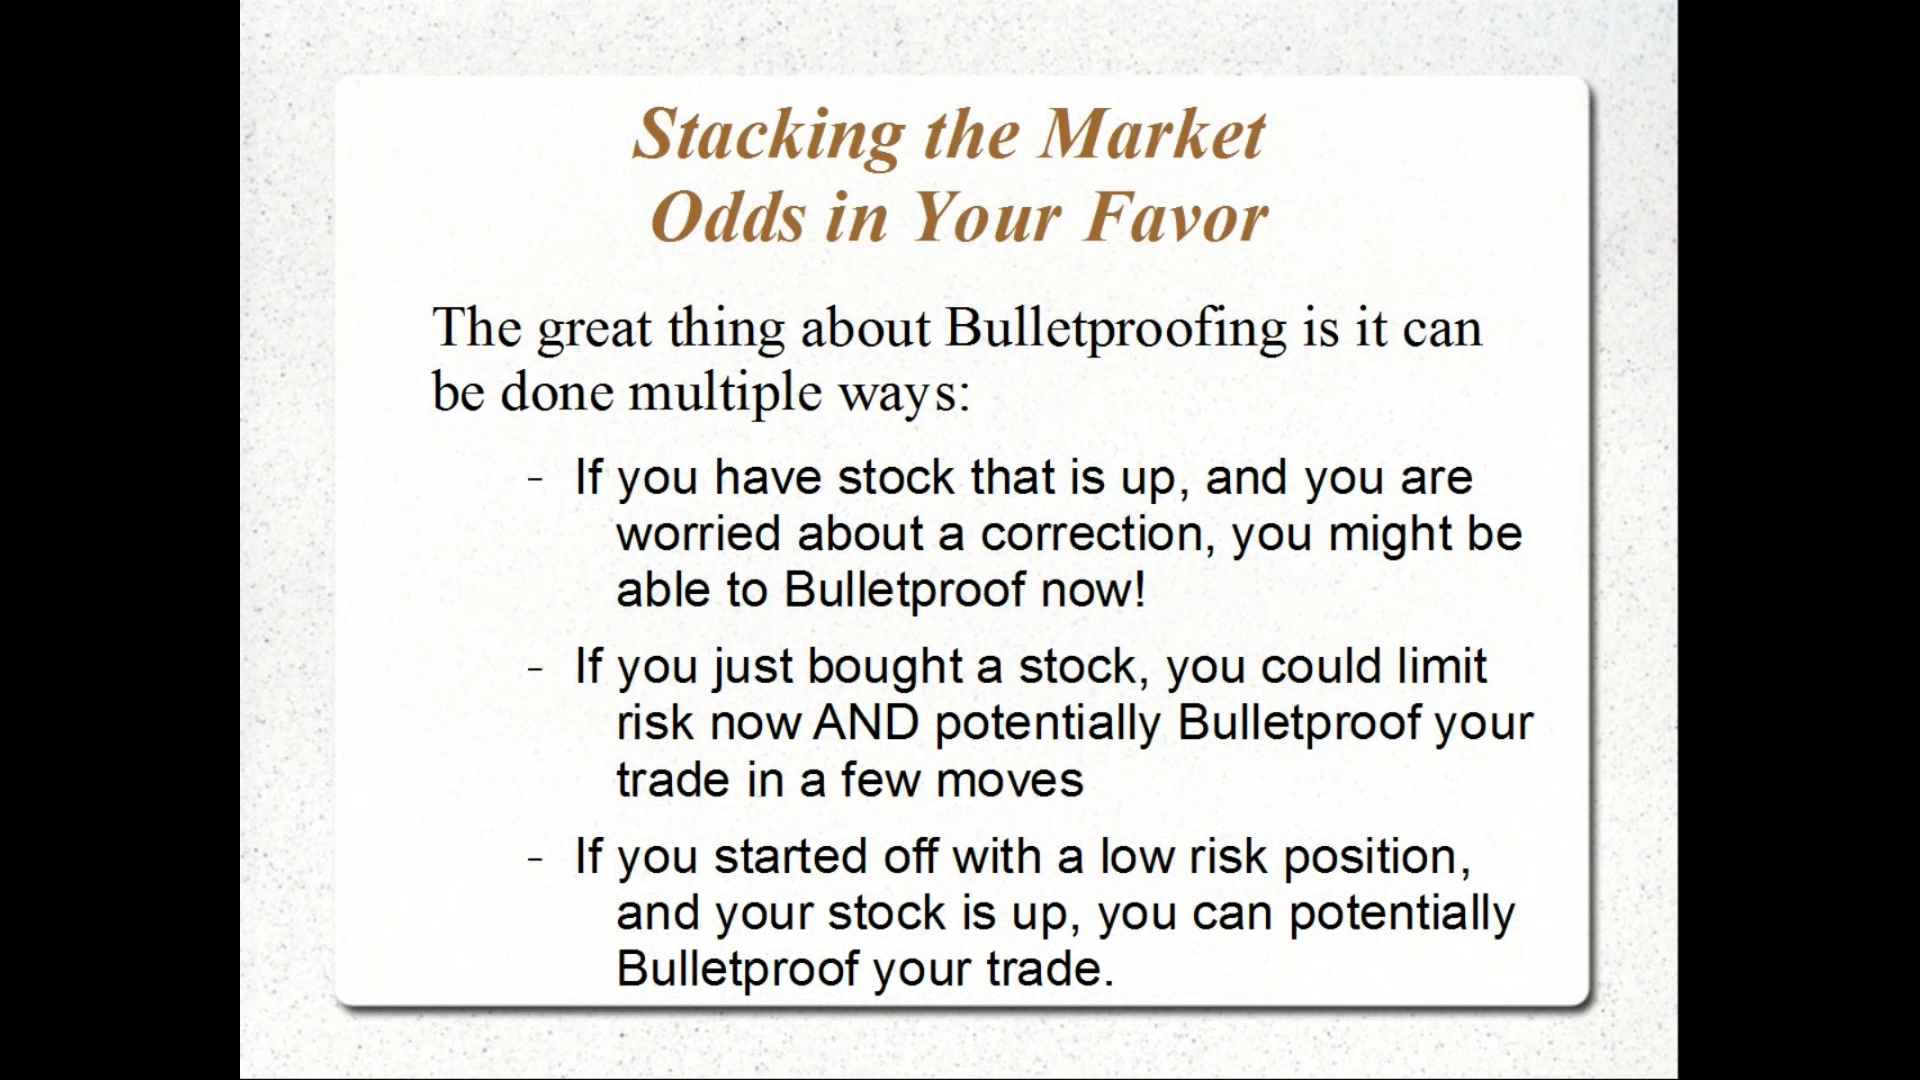 Stacking the Market
Odds in Your Favor
The great thing about Bulletproofing is it can
be done multiple ways:
- If you have stock that is up, and you are
worried about a correction, you might be
able to Bulletproof now!
- If you just bought a stock, you could limit
risk now AND potentially Bulletproof your
trade in a few moves
- If you started off with a low risk position,
and your stock is up, you can potentially
Bulletproof your trade.